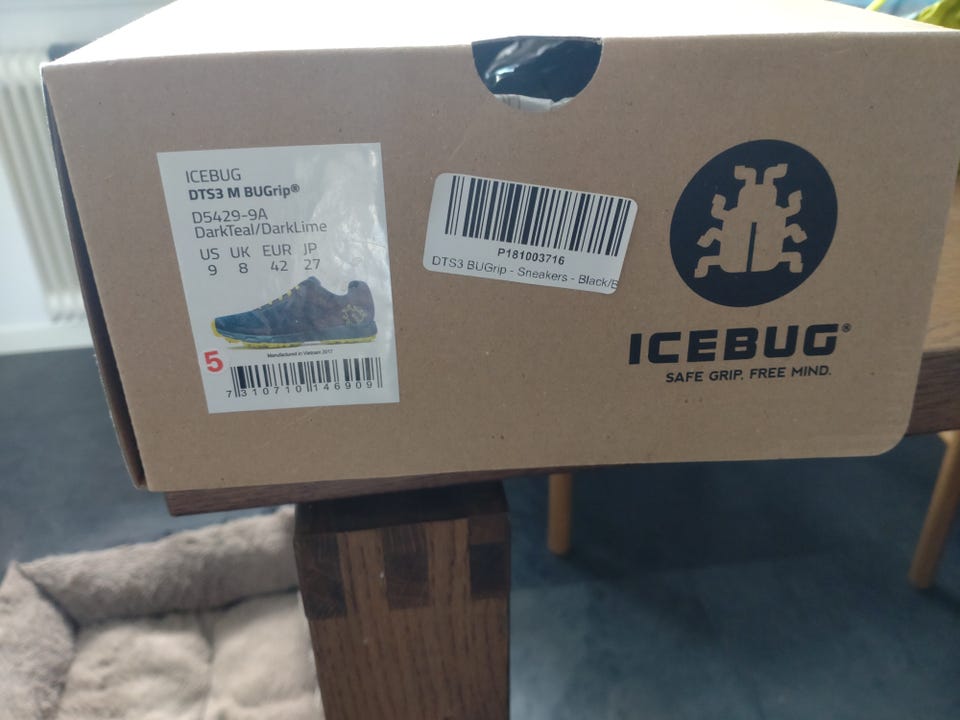 ICEBUG
DTS3 M BUGrip®
D5429-9A
DarkTeal/DarkLime
US UK EUR JP
9 8 42 27
5
Manufactured in Vietnam 2017
7 310710 146909
P181003716
DTS3 BUGrip - Sneakers - Black/B
ICEBUG®
SAFE GRIP. FREE MIND.